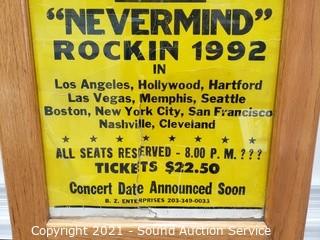 "NEVERMIND"
ROCKIN 1992
IN
Los Angeles, Hollywood, Hartford
Las Vegas, Memphis, Seattle
Boston, New York City, San Francisco
Nashville, Cleveland
ALL SEATS RESERVED - 8:00 P. M. ???
TICKETS $22.50
Concert Date Announced Soon
B. Z. ENTERPRISES 203-349-0033
Copyright 2021 - Sound Auction Service